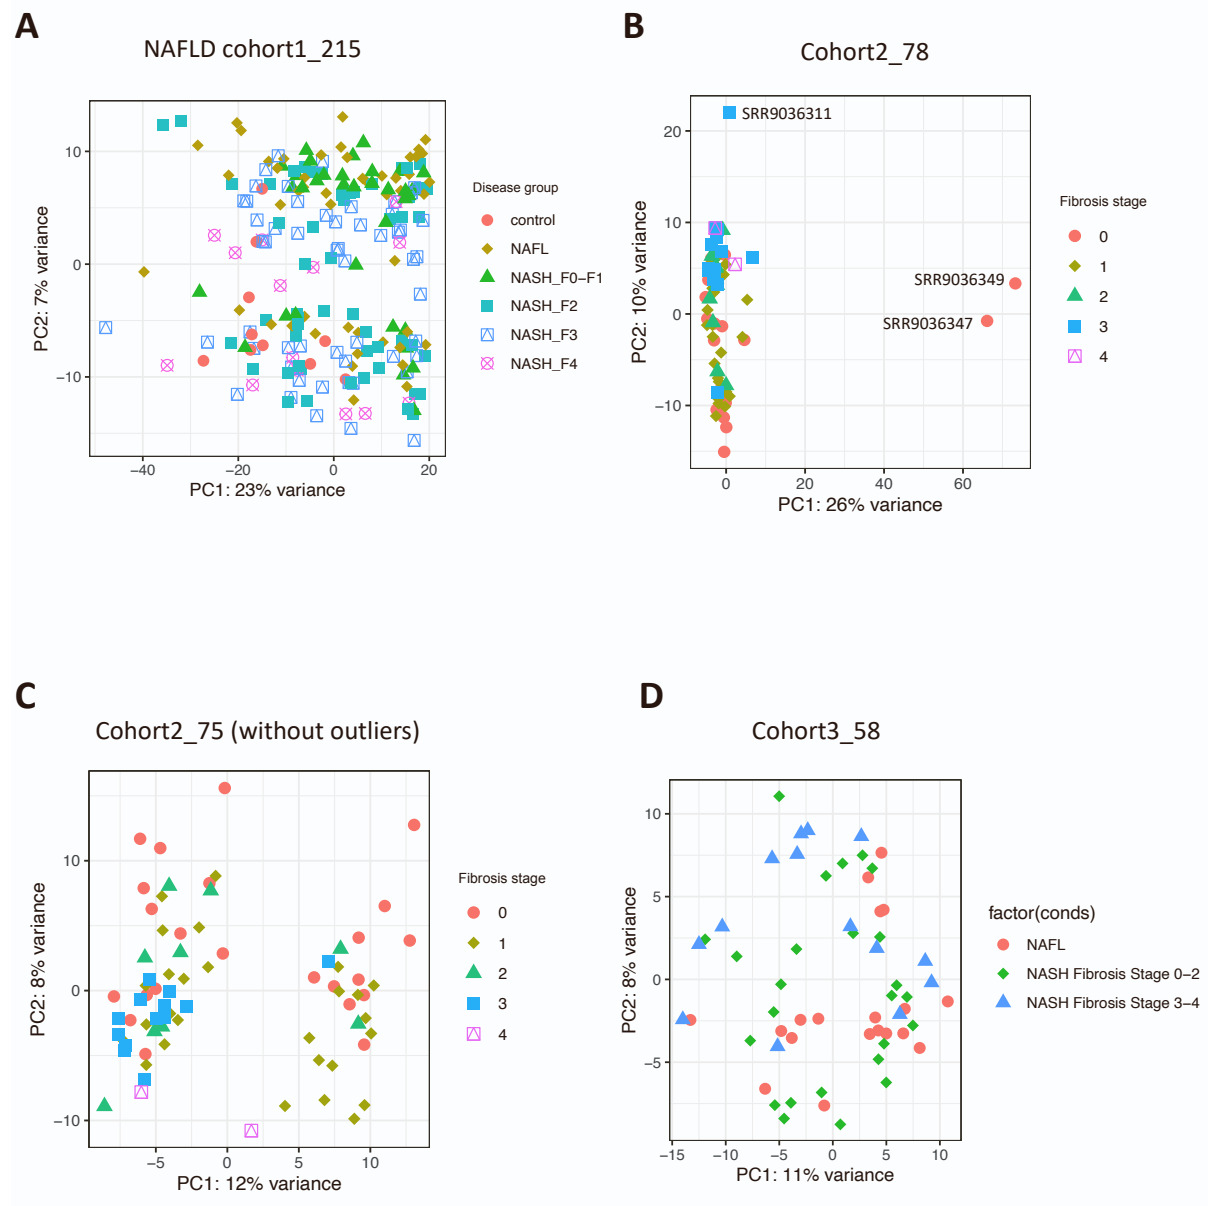 A
NAFLD cohort1_215
PC2: 7% variance
10
0
−10
−40
−20
0
20
PC1: 23% variance
Disease group
control
NAFL
NASH_F0−F1
NASH_F2
NASH_F3
NASH_F4
B
Cohort2_78
PC2: 10% variance
20
10
0
−10
SRR9036311
SRR9036349
SRR9036347
0
20
40
60
PC1: 26% variance
Fibrosis stage
0
1
2
3
4
C
Cohort2_75 (without outliers)
PC2: 8% variance
10
0
−10
−5
0
5
10
PC1: 12% variance
Fibrosis stage
0
1
2
3
4
D
Cohort3_58
PC2: 8% variance
10
5
0
−5
−15
−10
−5
0
5
10
PC1: 11% variance
factor(conds)
NAFL
NASH Fibrosis Stage 0−2
NASH Fibrosis Stage 3−4